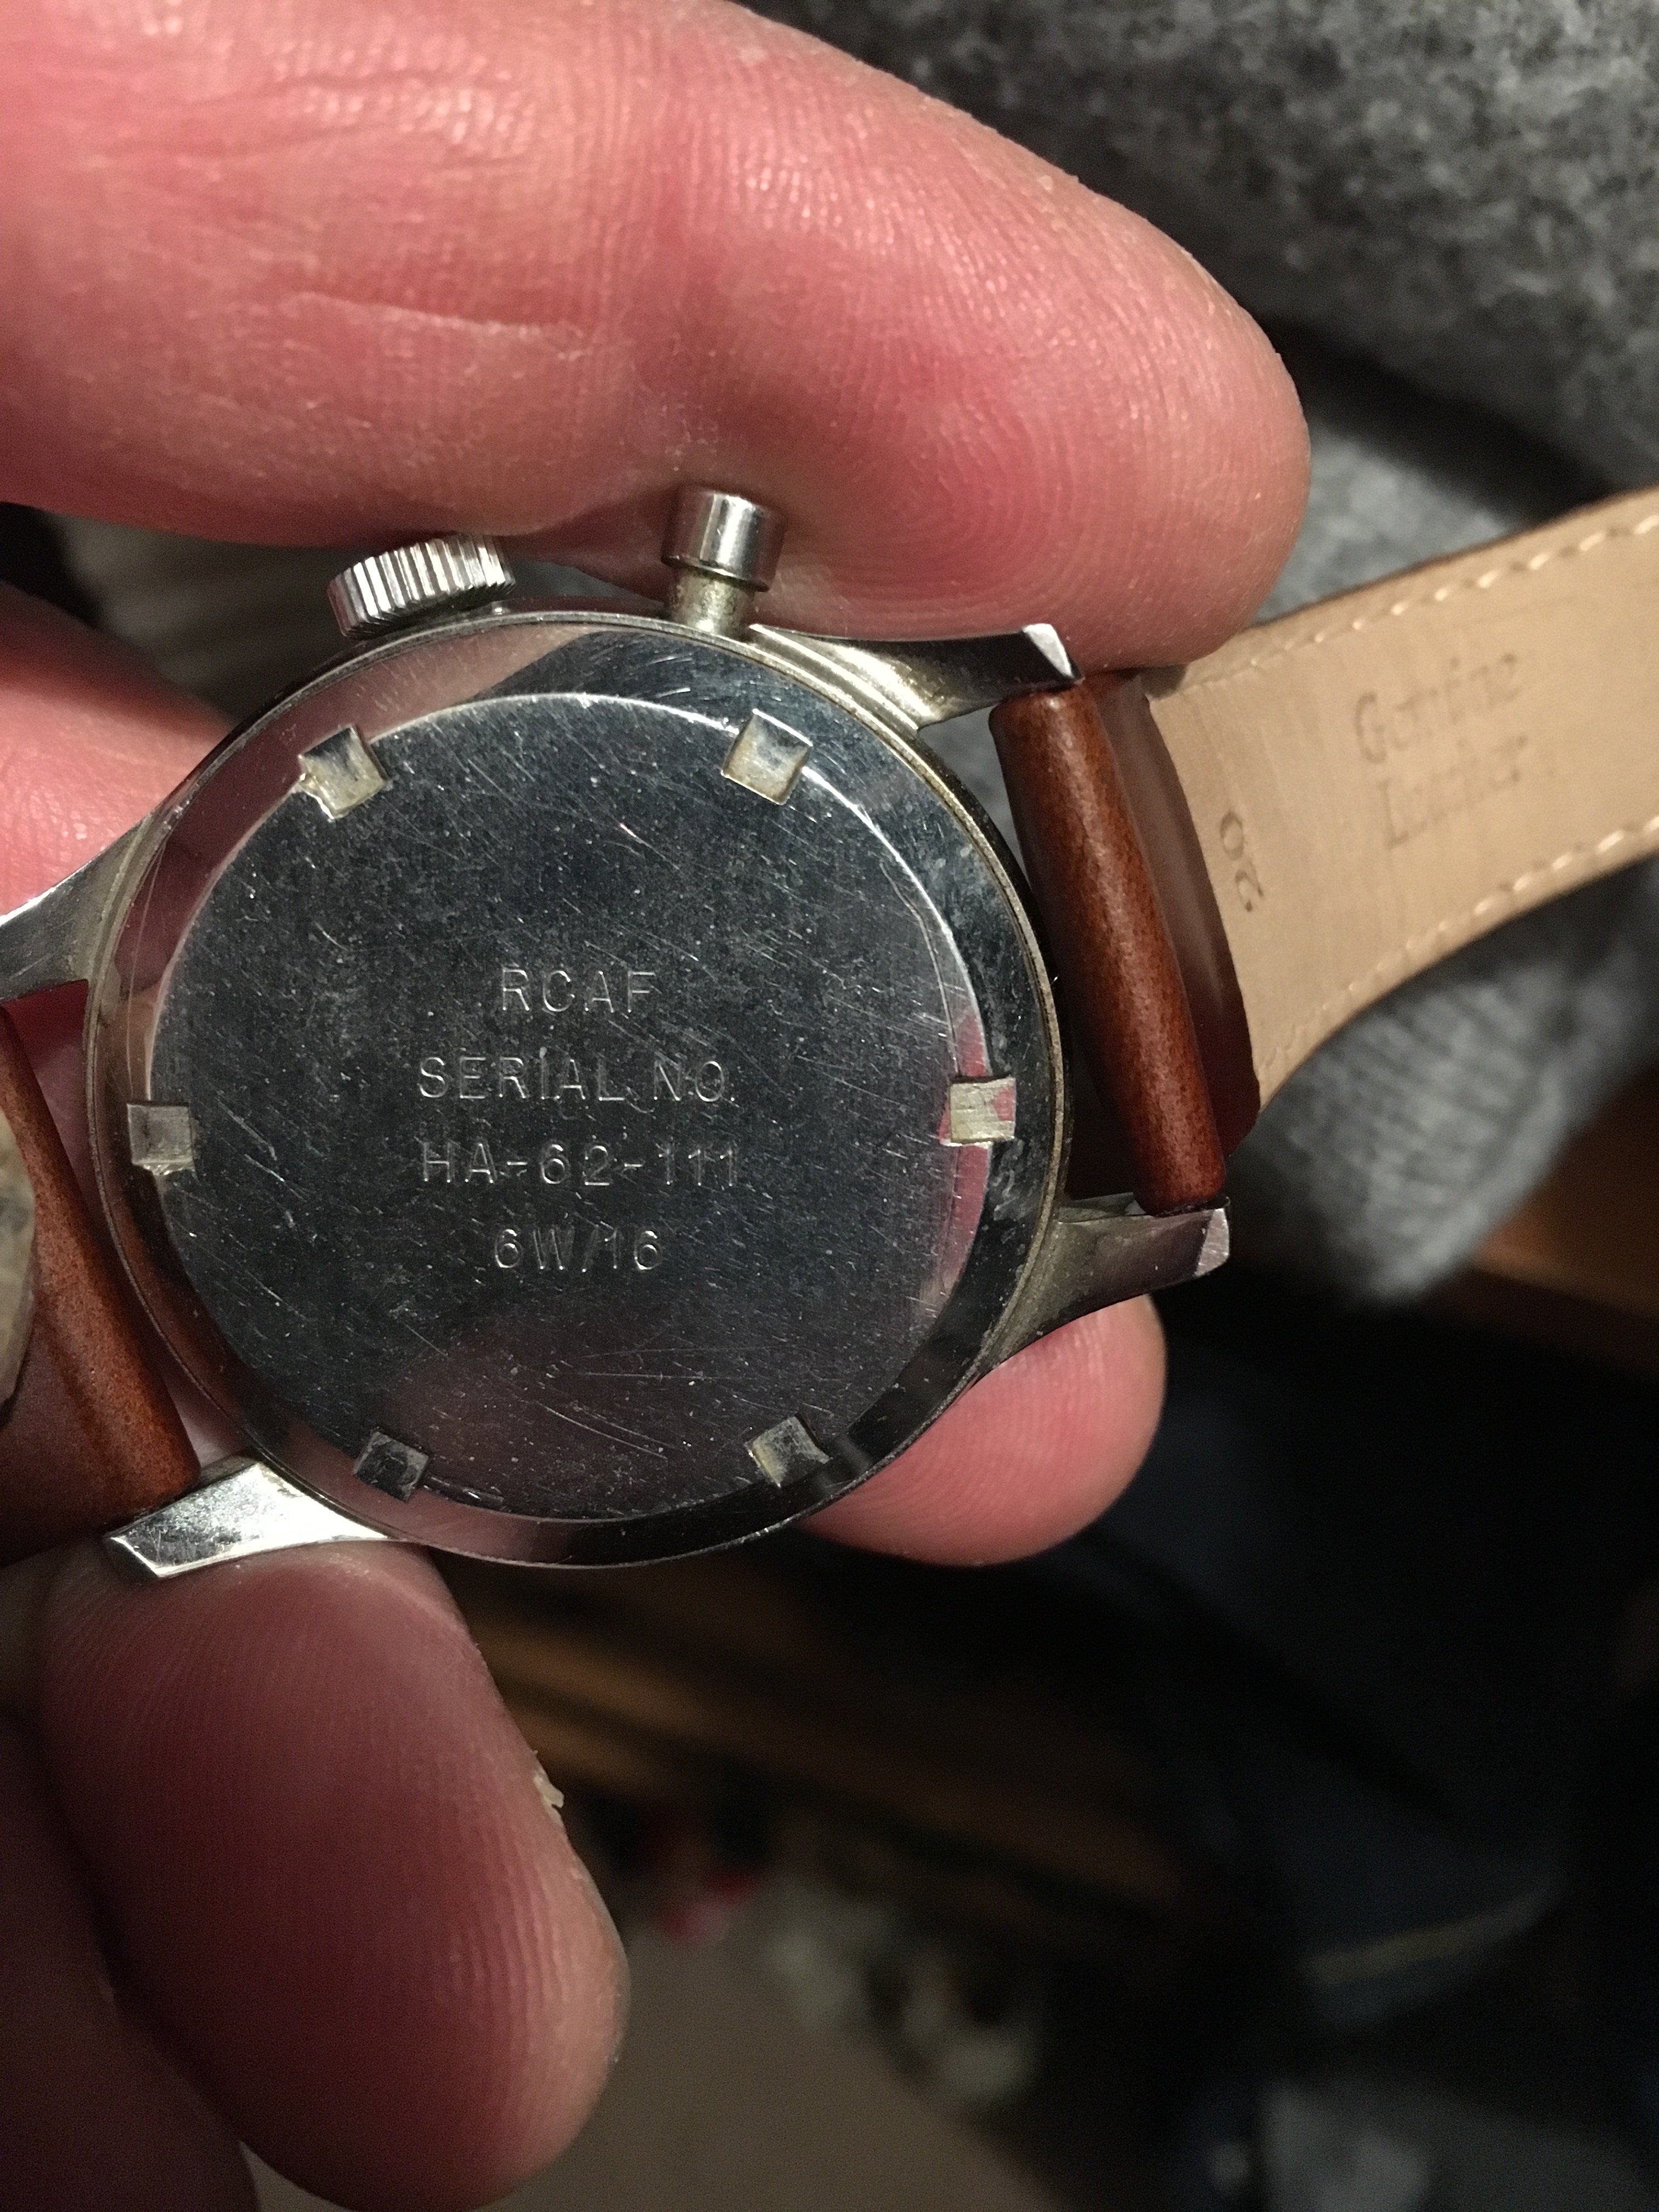 RCAF
SERIAL NO.
HA-62-111
6W/16
Genuine
Leather
20